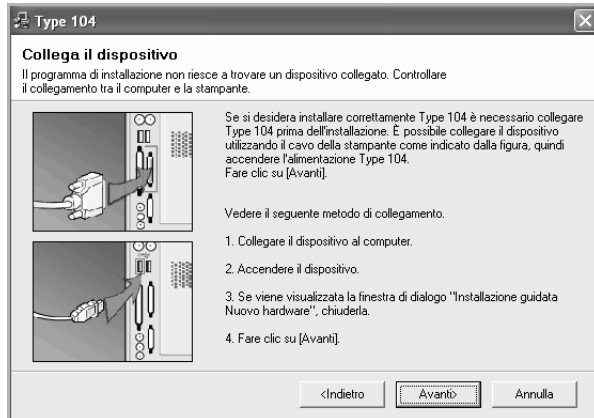 Type 104
Collega il dispositivo
Il programma di installazione non riesce a trovare un dispositivo collegato. Controllare
il collegamento tra il computer e la stampante.
Se si desidera installare correttamente Type 104 è necessario collegare
Type 104 prima dell'installazione. È possibile collegare il dispositivo
utilizzando il cavo della stampante come indicato dalla figura, quindi
accendere l'alimentazione Type 104.
Fare clic su [Avanti].
Vedere il seguente metodo di collegamento.
1. Collegare il dispositivo al computer.
2. Accendere il dispositivo.
3. Se viene visualizzata la finestra di dialogo "Installazione guidata
Nuovo hardware", chiuderla.
4. Fare clic su [Avanti].
<Indietro
Avanti>
Annulla